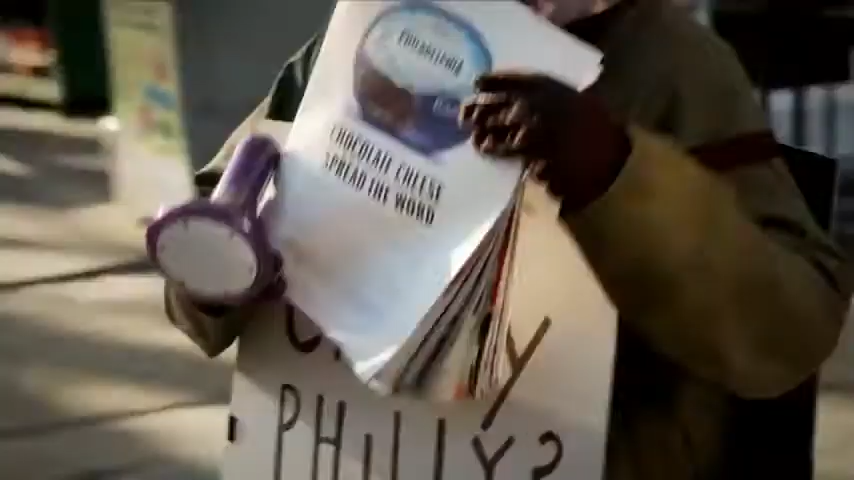 PHILADELPHIA
CHOCOLATE CHEESE
SPREAD THE WORD
PHILLY?